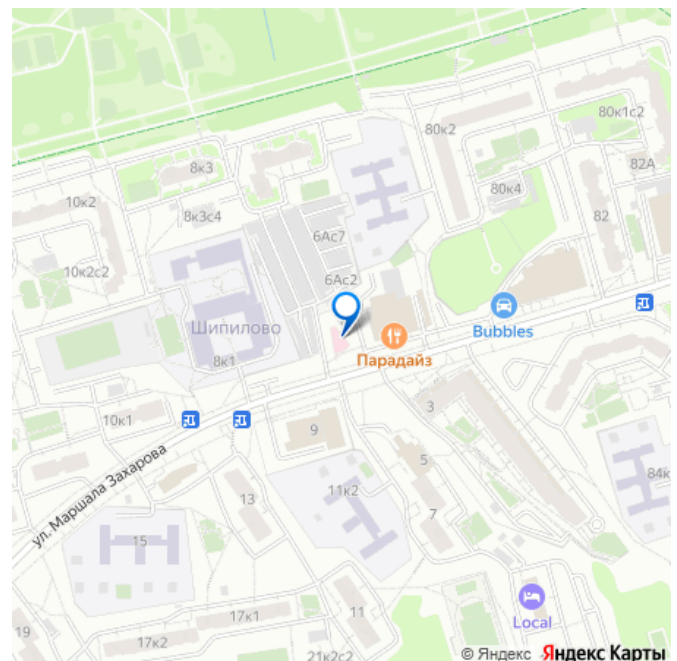 80к1с2
80к2
82А
8к3
80к4
10к2
8к3с4
82
6Ас7
10к2с2
6Ас2
Шипилово
Bubbles
Парадайз
8к1
3
10к1
9
5
ул. Маршала Захарова
84к
11к2
13
7
15
Local
17к1
11
19
17к2
21к2с2
© Яндекс Яндекс Карты